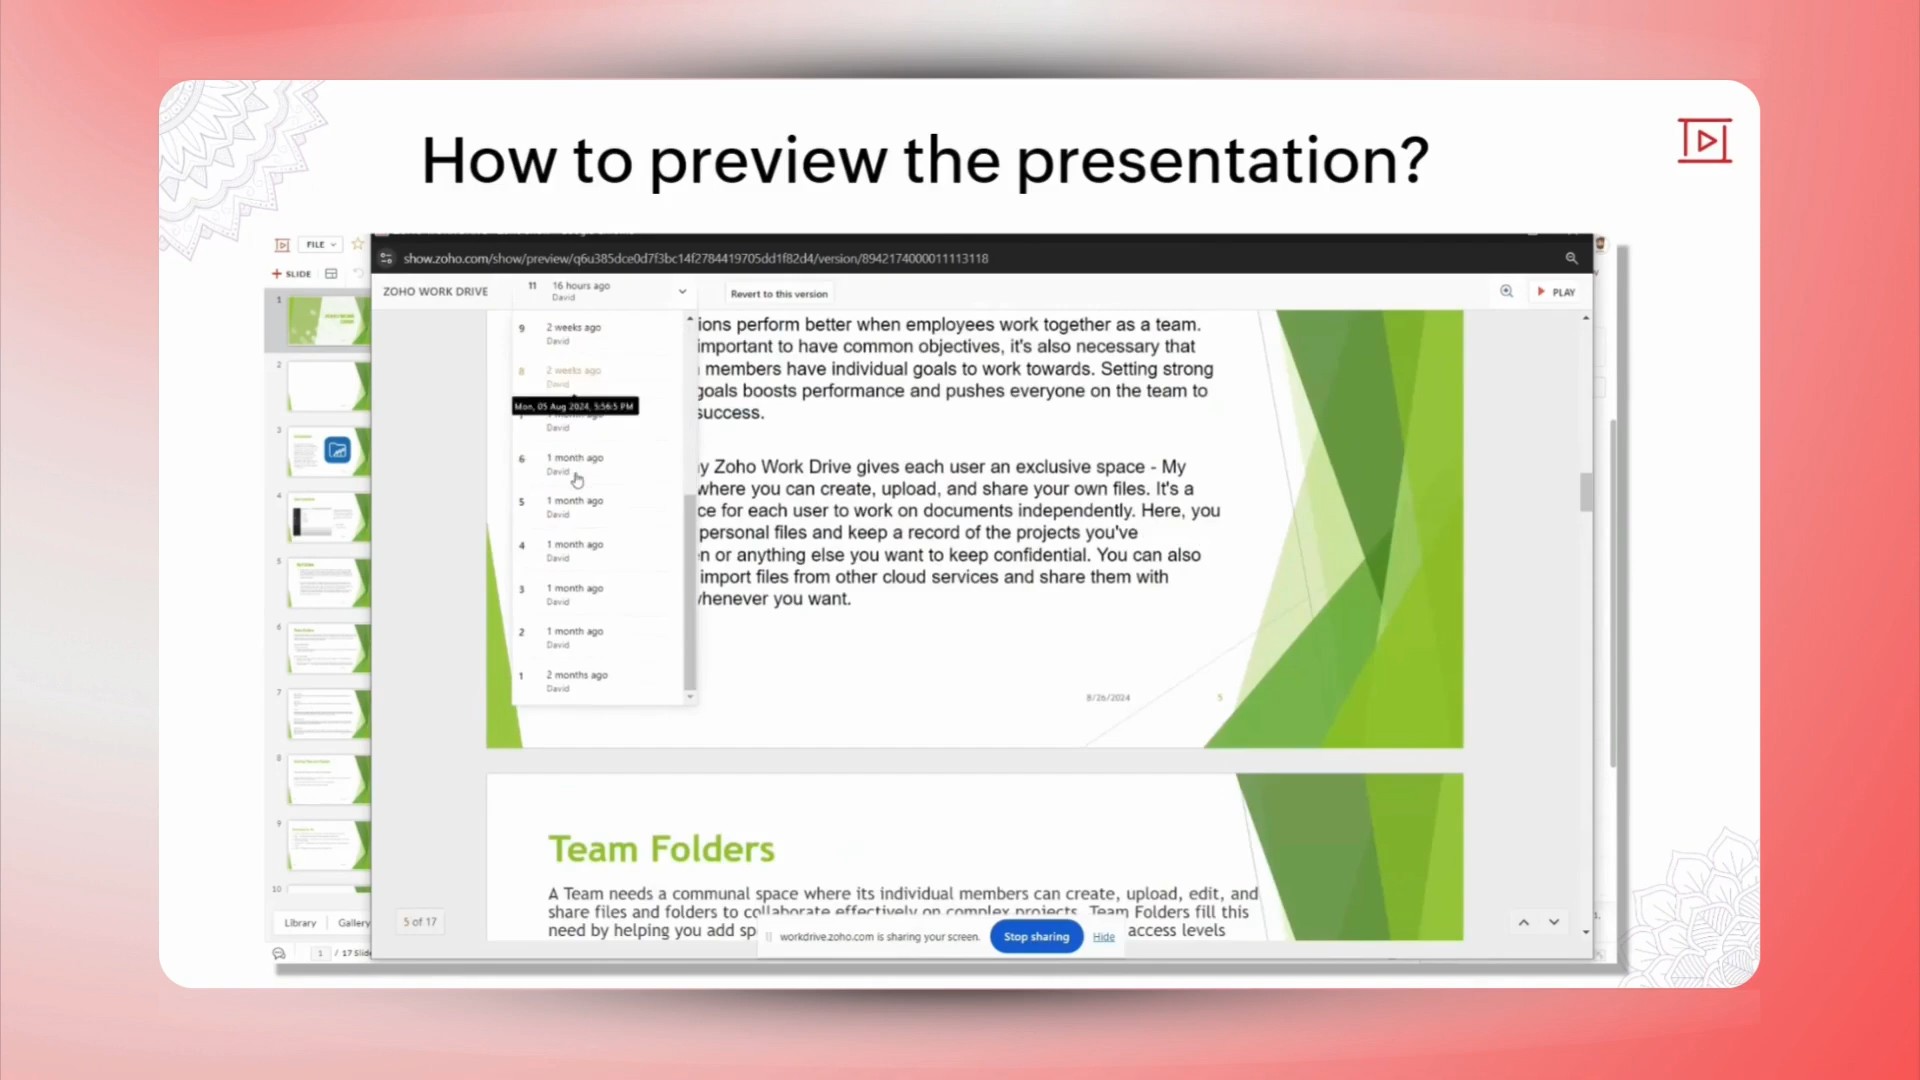 How to preview the presentation?
FILE
show.zoho.com/show/preview/q6u385dce0d7f3bc14f2784419705dd1f82d4/version/8942174000011113118
+ SLIDE
ZOHO WORK DRIVE
11 16 hours ago
David
Revert to this version
PLAY
9 2 weeks ago
David
8 2 weeks ago
David
Mon, 05 Aug 2024, 5:56:5 PM
David
6 1 month ago
David
5 1 month ago
David
4 1 month ago
David
3 1 month ago
David
2 1 month ago
David
1 2 months ago
David
ions perform better when employees work together as a team.
important to have common objectives, it's also necessary that
members have individual goals to work towards. Setting strong
goals boosts performance and pushes everyone on the team to
success.
y Zoho Work Drive gives each user an exclusive space - My
where you can create, upload, and share your own files. It's a
ce for each user to work on documents independently. Here, you
personal files and keep a record of the projects you've
n or anything else you want to keep confidential. You can also
import files from other cloud services and share them with
whenever you want.
8/26/2024 5
Team Folders
A Team needs a communal space where its individual members can create, upload, edit, and
share files and folders to collaborate effectively on complex projects. Team Folders fill this
need by helping you add sp
access levels
workdrive.zoho.com is sharing your screen. Stop sharing Hide
5 of 17
1
2
3
4
5
6
7
8
9
10
Library Gallery
1 / 17 Slide